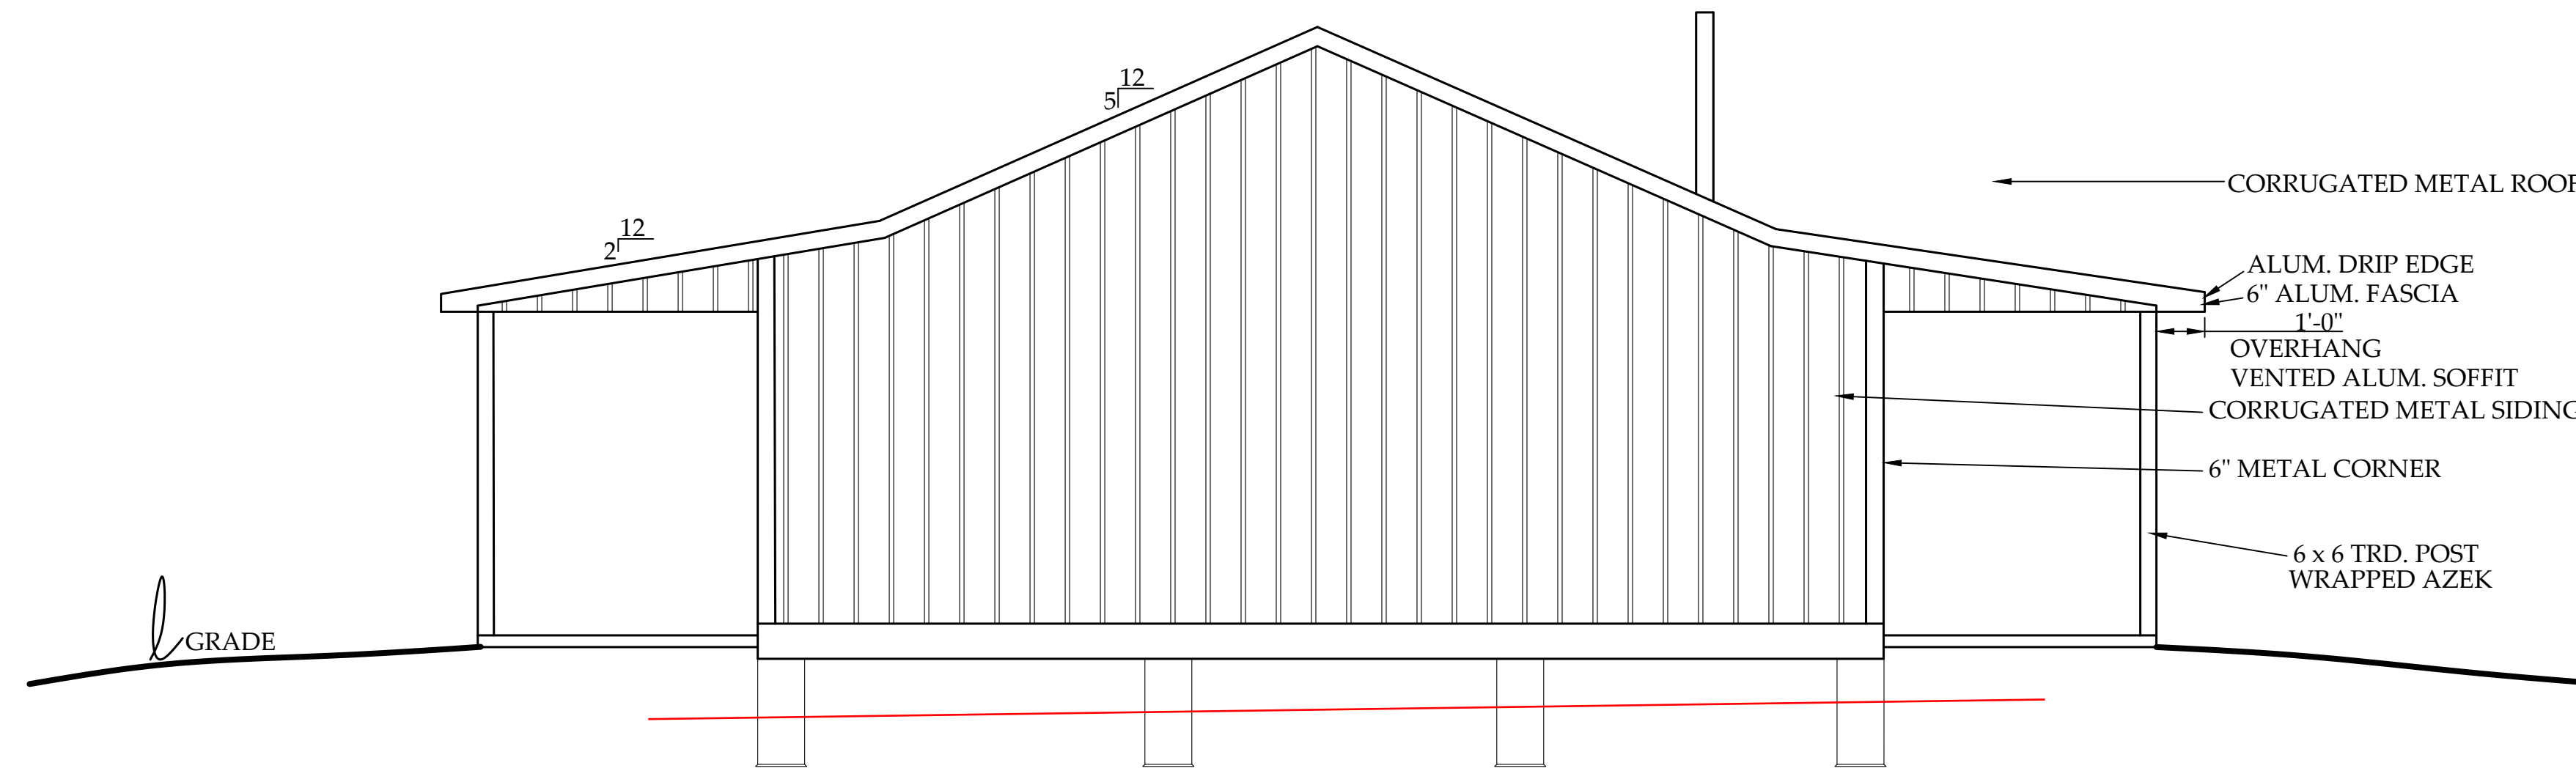 12
5
12
2
CORRUGATED METAL ROOF
ALUM. DRIP EDGE
6" ALUM. FASCIA
1'-0"
OVERHANG
VENTED ALUM. SOFFIT
CORRUGATED METAL SIDING
6" METAL CORNER
6 x 6 TRD. POST
WRAPPED AZEK
GRADE